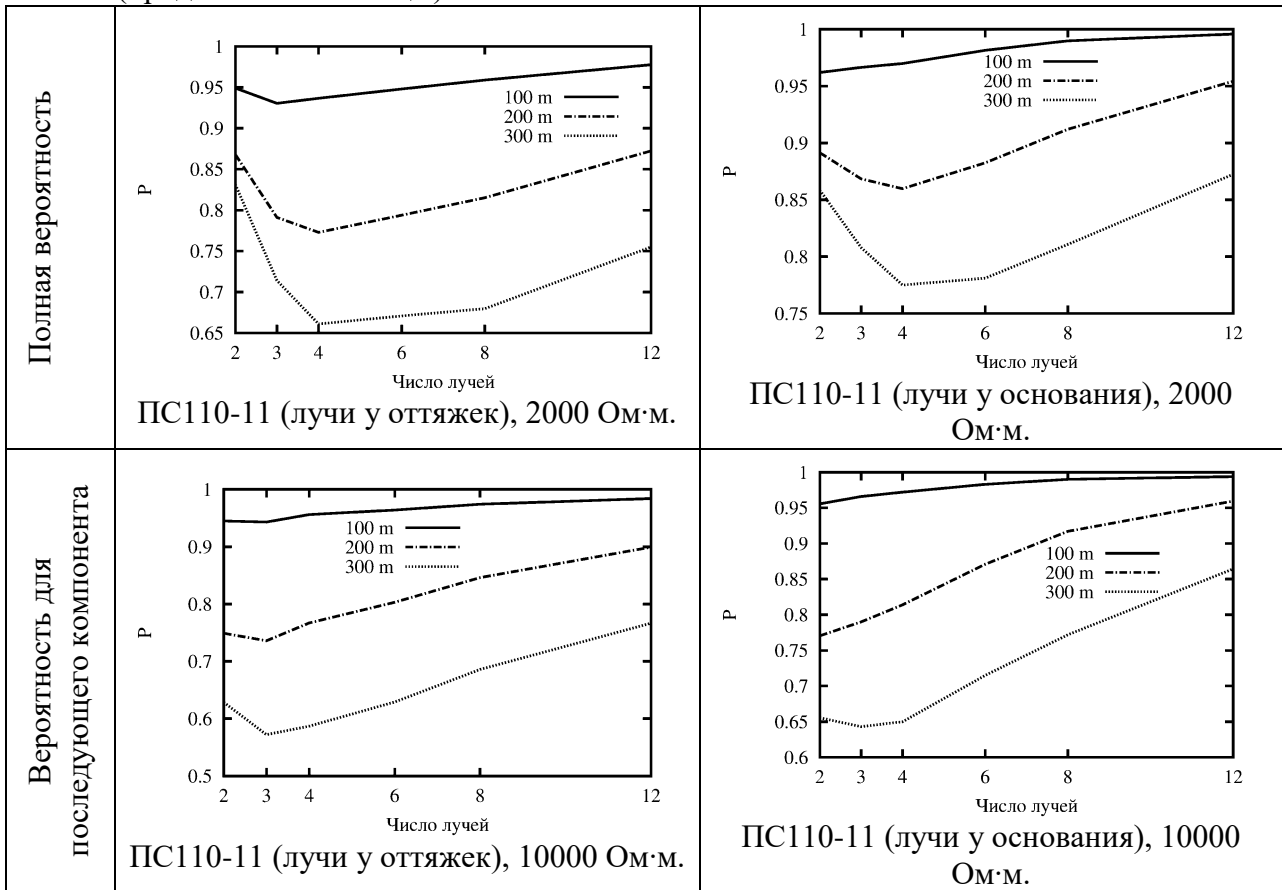 Полная вероятность
1
0.95
0.9
0.85
0.8
0.75
0.7
0.65
P
100 m
200 m
300 m
2 3 4 6 8 12
Число лучей
ПС110-11 (лучи у оттяжек), 2000 Ом·м.
1
0.95
0.9
0.85
0.8
0.75
P
100 m
200 m
300 m
2 3 4 6 8 12
Число лучей
ПС110-11 (лучи у основания), 2000
Ом·м.
Вероятность для
последующего компонента
1
0.9
0.8
0.7
0.6
0.5
P
100 m
200 m
300 m
2 3 4 6 8 12
Число лучей
ПС110-11 (лучи у оттяжек), 10000 Ом·м.
1
0.95
0.9
0.85
0.8
0.75
0.7
0.65
0.6
P
100 m
200 m
300 m
2 3 4 6 8 12
Число лучей
ПС110-11 (лучи у основания), 10000
Ом·м.